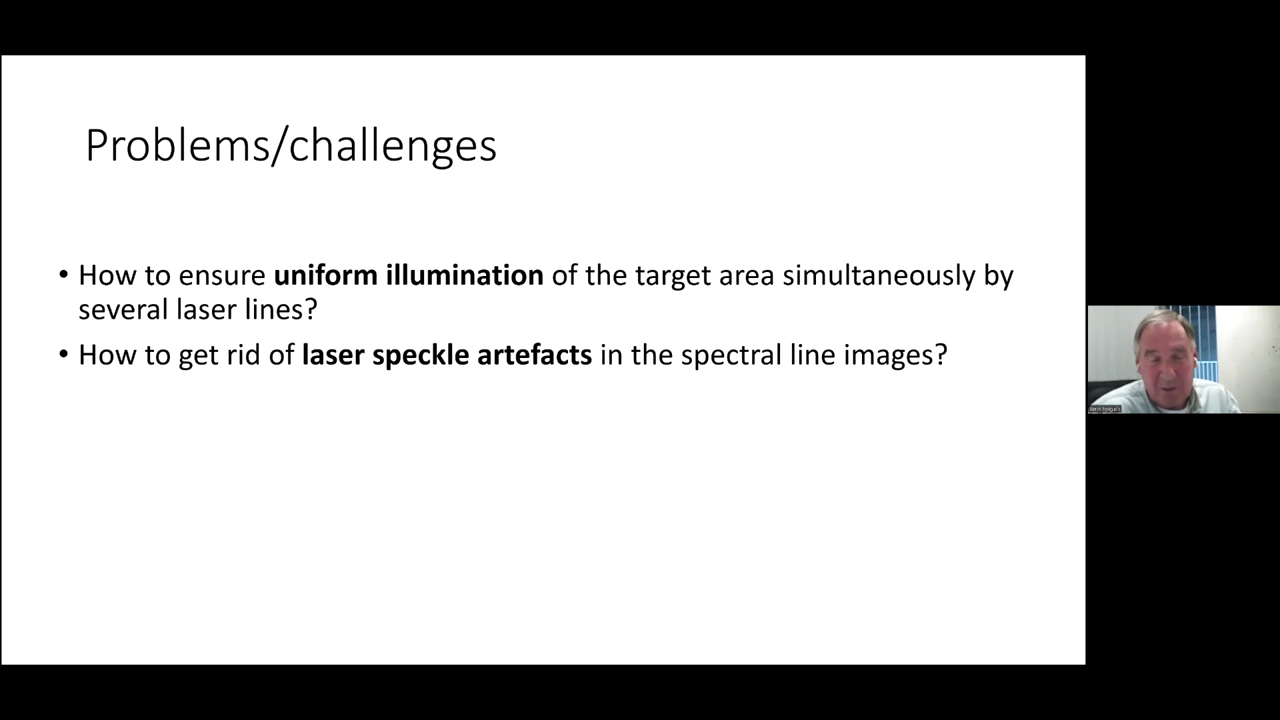 Problems/challenges
• How to ensure uniform illumination of the target area simultaneously by
several laser lines?
• How to get rid of laser speckle artefacts in the spectral line images?